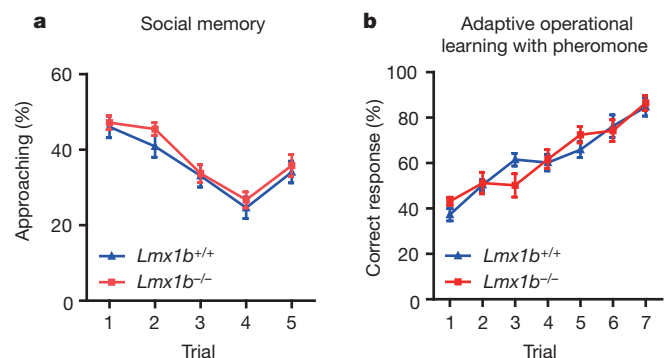 a Social memory
60
40
20
0
Approaching (%)
Lmx1b+/+
Lmx1b−/−
1 2 3 4 5
Trial
b Adaptive operational
learning with pheromone
100
80
60
40
20
0
Correct response (%)
Lmx1b+/+
Lmx1b−/−
1 2 3 4 5 6 7
Trial